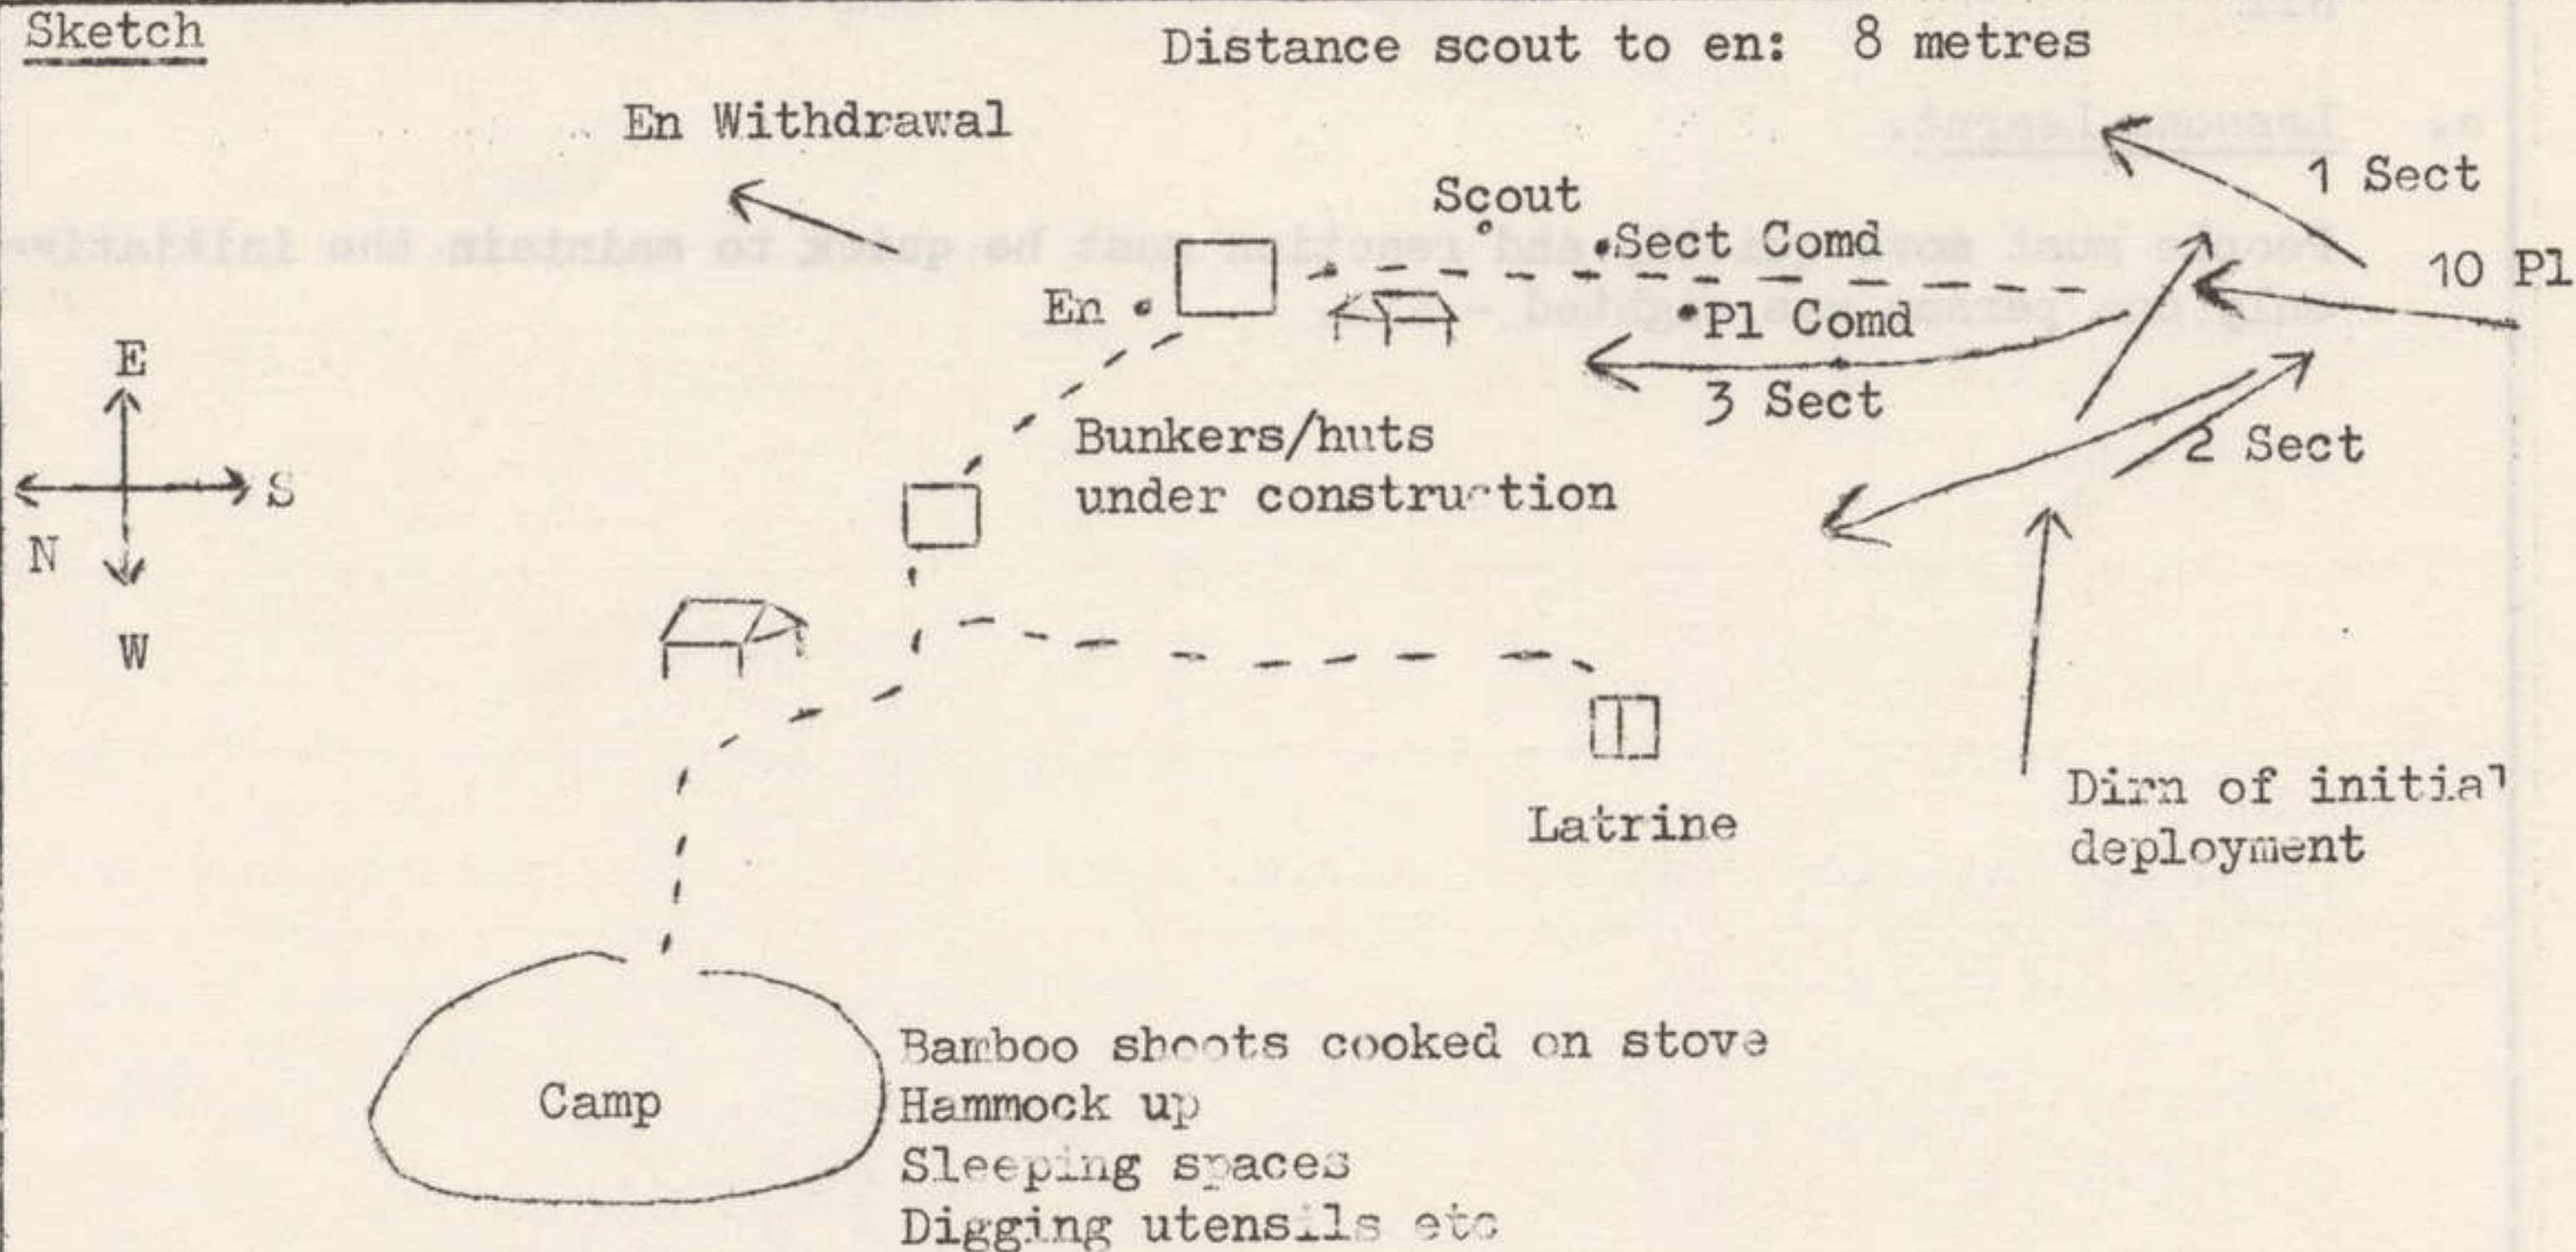 Sketch
Distance scout to en: 8 metres
En Withdrawal
1 Sect
Scout
Sect Comd
10 Pl
En
Pl Comd
3 Sect
E
2 Sect
Bunkers/huts
under construction
S
N
W
Dirn of initial
deployment
Latrine
Bamboo shoots cooked on stove
Camp
Hammock up
Sleeping spaces
Digging utensils etc